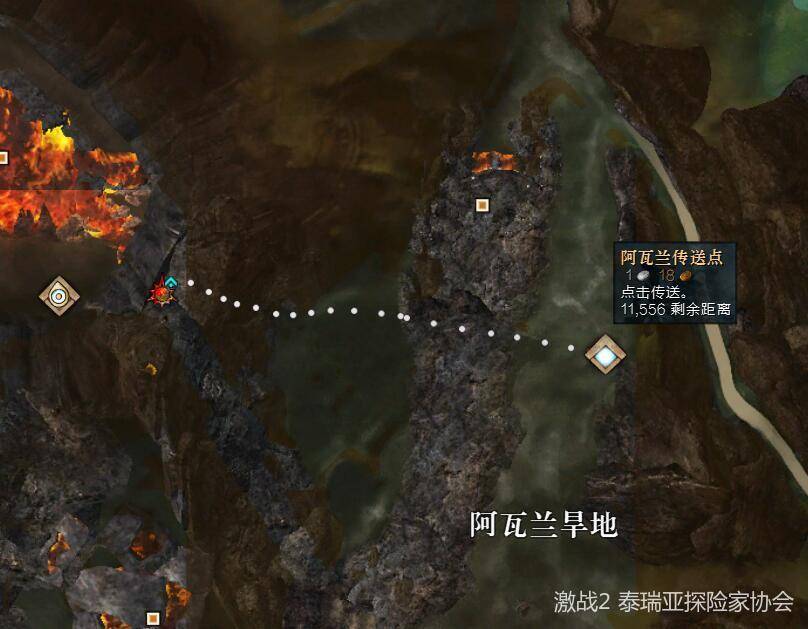 阿瓦兰传送点
1 18
点击传送。
11,556 剩余距离
阿瓦兰旱地
激战2 泰瑞亚探险家协会